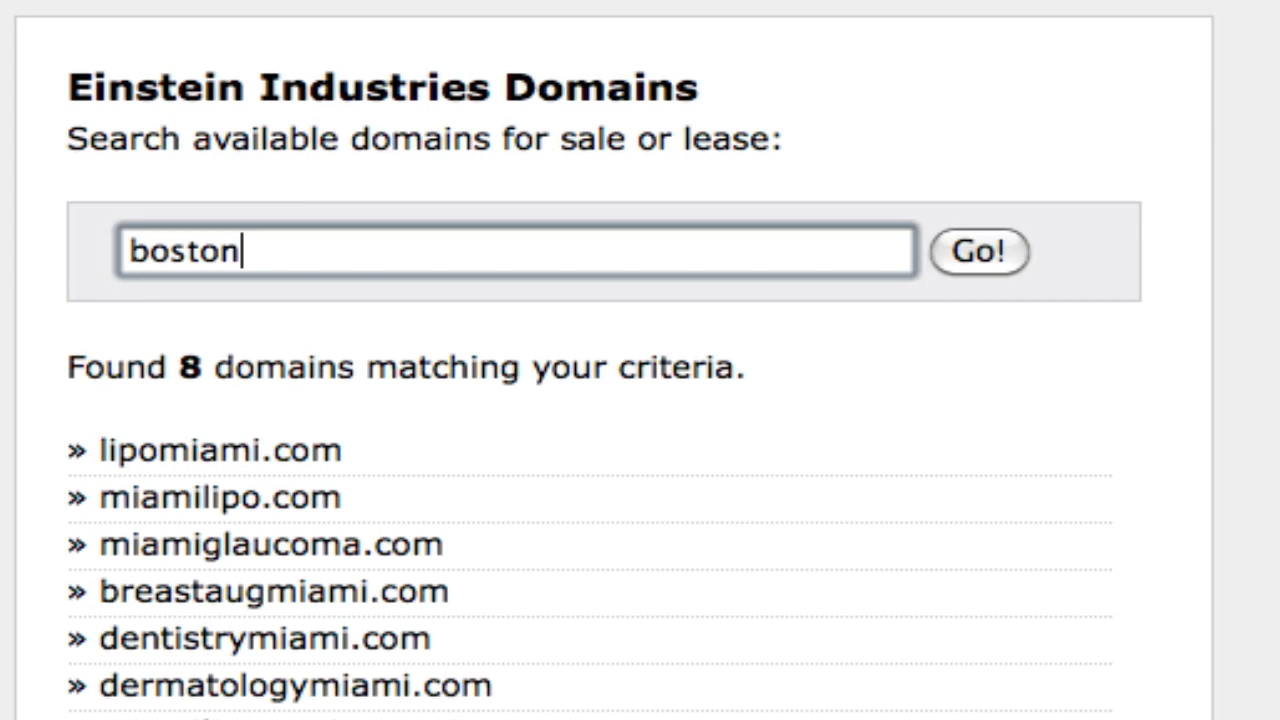 Einstein Industries Domains
Search available domains for sale or lease:
boston Go!
Found 8 domains matching your criteria.
» lipomiami.com
» miamilipo.com
» miamiglaucoma.com
» breastaugmiami.com
» dentistrymiami.com
» dermatologymiami.com